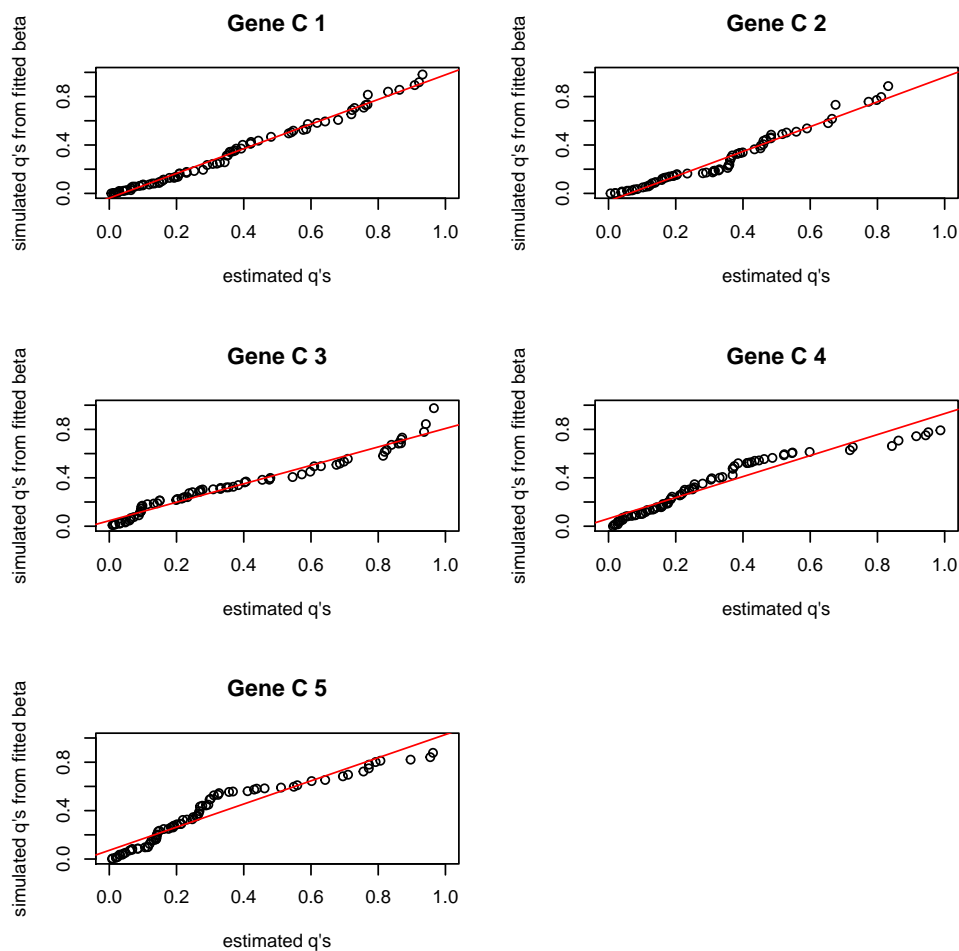 Gene C 1
simulated q's from fitted beta
0.0 0.4 0.8
0.0 0.2 0.4 0.6 0.8 1.0
estimated q's
Gene C 2
simulated q's from fitted beta
0.0 0.4 0.8
0.0 0.2 0.4 0.6 0.8 1.0
estimated q's
Gene C 3
simulated q's from fitted beta
0.0 0.4 0.8
0.0 0.2 0.4 0.6 0.8 1.0
estimated q's
Gene C 4
simulated q's from fitted beta
0.0 0.4 0.8
0.0 0.2 0.4 0.6 0.8 1.0
estimated q's
Gene C 5
simulated q's from fitted beta
0.0 0.4 0.8
0.0 0.2 0.4 0.6 0.8 1.0
estimated q's